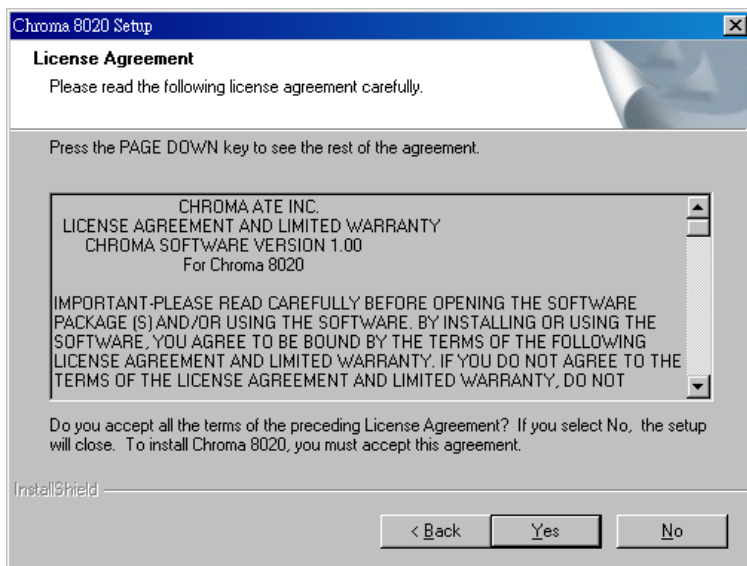 Chroma 8020 Setup
License Agreement
Please read the following license agreement carefully.
Press the PAGE DOWN key to see the rest of the agreement.
CHROMA ATE INC.
LICENSE AGREEMENT AND LIMITED WARRANTY
CHROMA SOFTWARE VERSION 1.00
For Chroma 8020
IMPORTANT-PLEASE READ CAREFULLY BEFORE OPENING THE SOFTWARE
PACKAGE (S) AND/OR USING THE SOFTWARE. BY INSTALLING OR USING THE
SOFTWARE, YOU AGREE TO BE BOUND BY THE TERMS OF THE FOLLOWING
LICENSE AGREEMENT AND LIMITED WARRANTY. IF YOU DO NOT AGREE TO THE
TERMS OF THE LICENSE AGREEMENT AND LIMITED WARRANTY, DO NOT
Do you accept all the terms of the preceding License Agreement? If you select No, the setup
will close. To install Chroma 8020, you must accept this agreement.
InstallShield
< Back Yes No